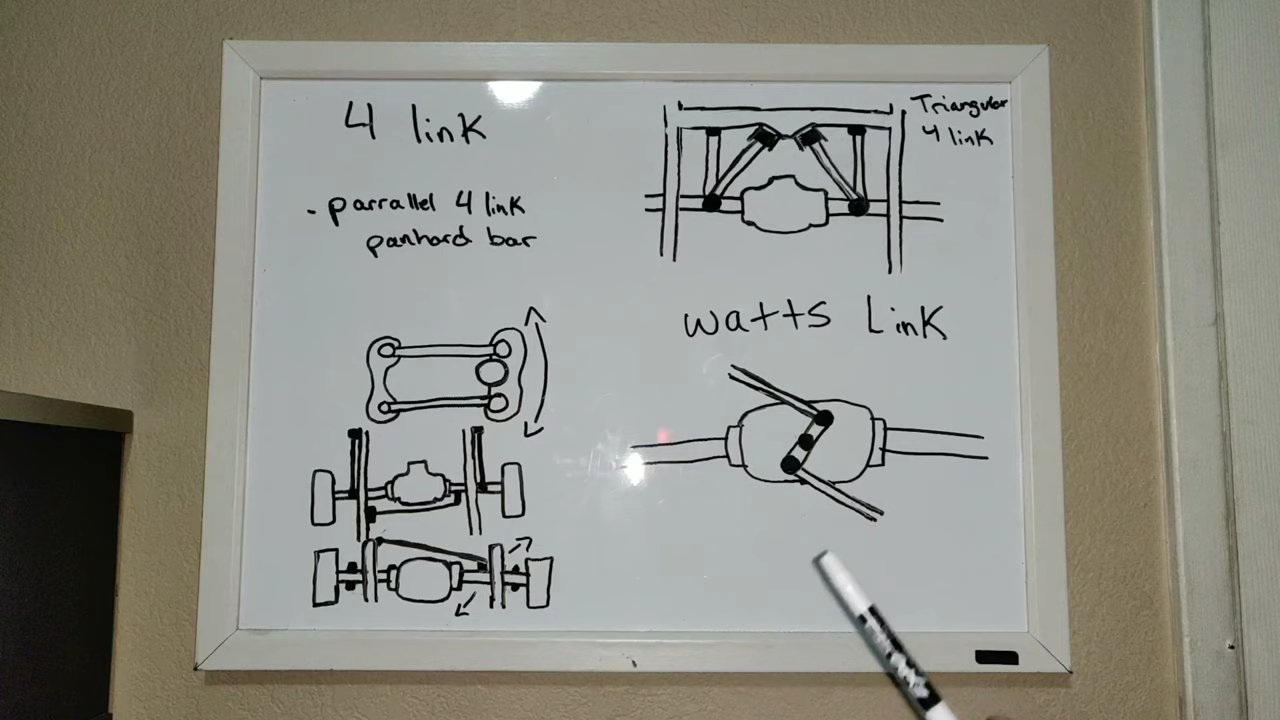 4 link
- parrallel 4 link
panhard bar
Triangular
4 link
watts Link